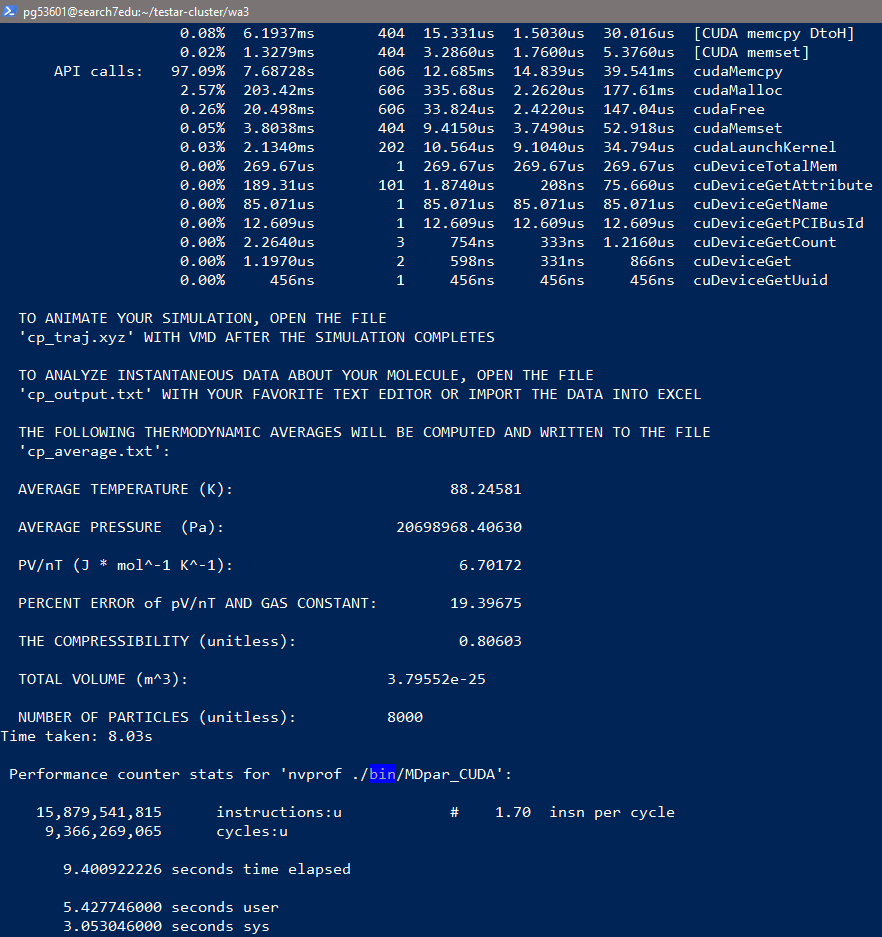 pg53601@search7edu:~/testar-cluster/wa3
0.08% 6.1937ms 404 15.331us 1.5030us 30.016us [CUDA memcpy DtoH]
0.02% 1.3279ms 404 3.2860us 1.7600us 5.3760us [CUDA memset]
API calls: 97.09% 7.68728s 606 12.685ms 14.839us 39.541ms cudaMemcpy
2.57% 203.42ms 606 335.68us 2.2620us 177.61ms cudaMalloc
0.26% 20.498ms 606 33.824us 2.4220us 147.04us cudaFree
0.05% 3.8038ms 404 9.4150us 3.7490us 52.918us cudaMemset
0.03% 2.1340ms 202 10.564us 9.1040us 34.794us cudaLaunchKernel
0.00% 269.67us 1 269.67us 269.67us 269.67us cuDeviceTotalMem
0.00% 189.31us 101 1.8740us 208ns 75.660us cuDeviceGetAttribute
0.00% 85.071us 1 85.071us 85.071us 85.071us cuDeviceGetName
0.00% 12.609us 1 12.609us 12.609us 12.609us cuDeviceGetPCIBusId
0.00% 2.2640us 3 754ns 333ns 1.2160us cuDeviceGetCount
0.00% 1.1970us 2 598ns 331ns 866ns cuDeviceGet
0.00% 456ns 1 456ns 456ns 456ns cuDeviceGetUuid
TO ANIMATE YOUR SIMULATION, OPEN THE FILE
'cp_traj.xyz' WITH VMD AFTER THE SIMULATION COMPLETES
TO ANALYZE INSTANTANEOUS DATA ABOUT YOUR MOLECULE, OPEN THE FILE
'cp_output.txt' WITH YOUR FAVORITE TEXT EDITOR OR IMPORT THE DATA INTO EXCEL
THE FOLLOWING THERMODYNAMIC AVERAGES WILL BE COMPUTED AND WRITTEN TO THE FILE
'cp_average.txt':
AVERAGE TEMPERATURE (K): 88.24581
AVERAGE PRESSURE (Pa): 20698968.40630
PV/nT (J * mol^-1 K^-1): 6.70172
PERCENT ERROR of pV/nT AND GAS CONSTANT: 19.39675
THE COMPRESSIBILITY (unitless): 0.80603
TOTAL VOLUME (m^3): 3.79552e-25
NUMBER OF PARTICLES (unitless): 8000
Time taken: 8.03s
Performance counter stats for 'nvprof ./bin/MDpar_CUDA':
15,879,541,815 instructions:u # 1.70 insn per cycle
9,366,269,065 cycles:u
9.400922226 seconds time elapsed
5.427746000 seconds user
3.053046000 seconds sys